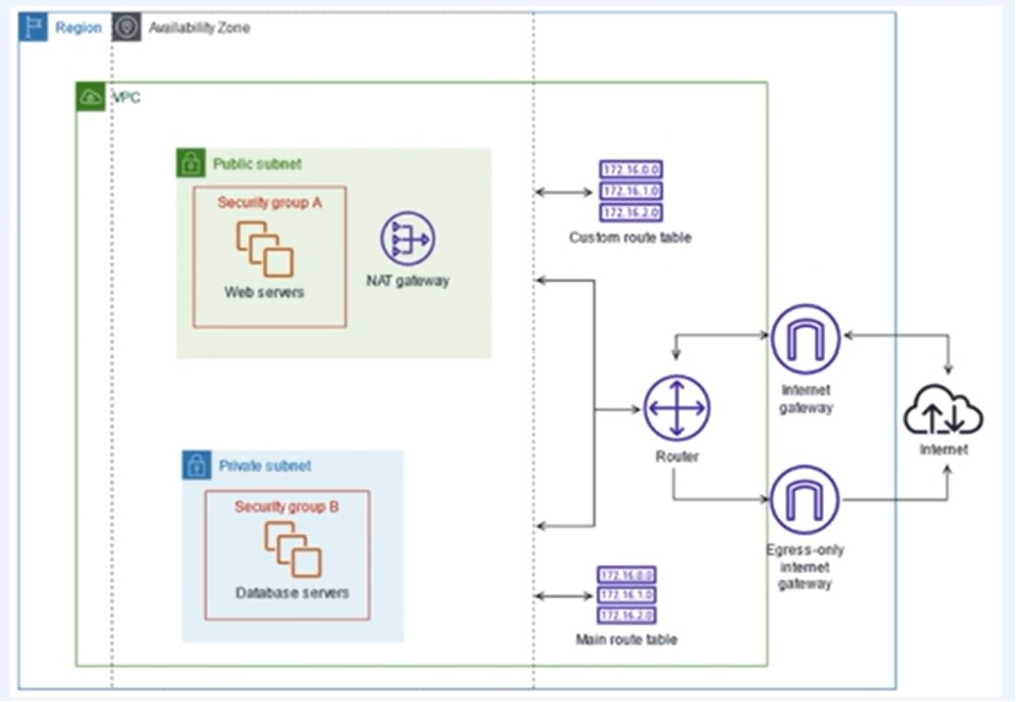 Region
Availability Zone
VPC
Public subnet
Security group A
Web servers
NAT gateway
172.16.0.0
172.16.1.0
172.16.2.0
Custom route table
Internet
gateway
Router
Internet
Private subnet
Security group B
Database servers
Egress-only
internet
gateway
172.16.0.0
172.16.1.0
172.16.2.0
Main route table